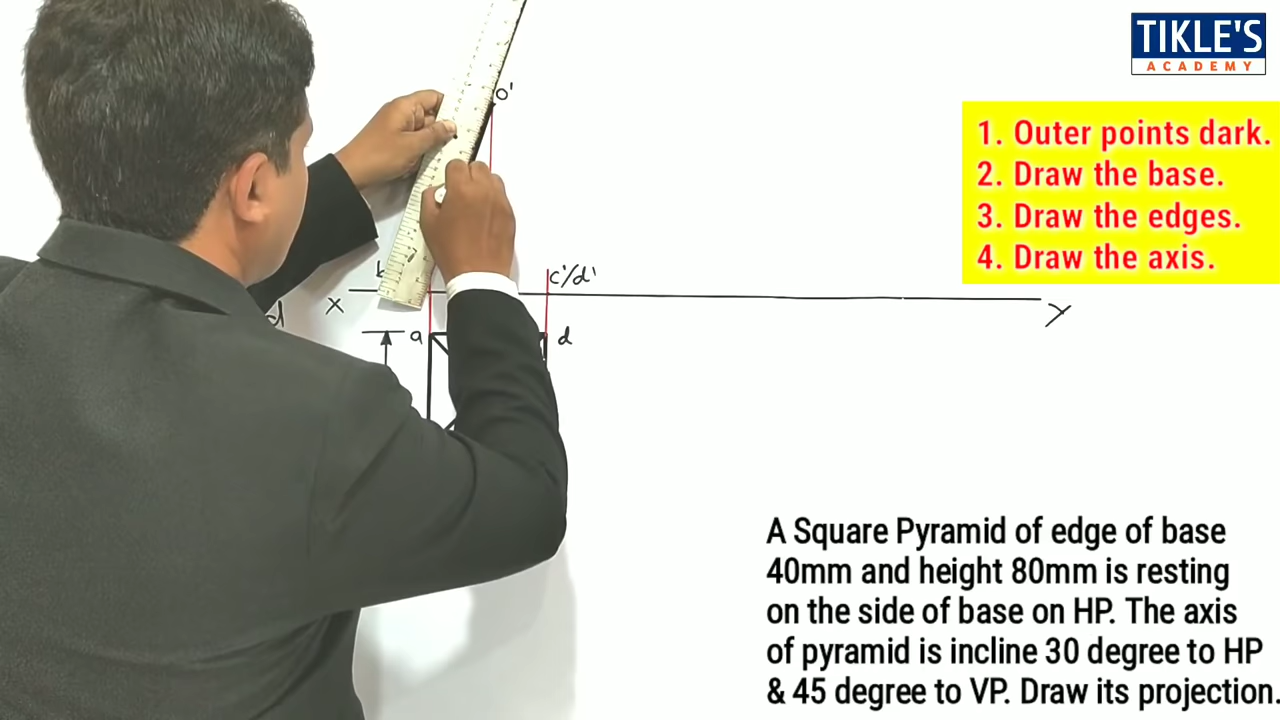 TIKLE'S
ACADEMY
1. Outer points dark.
2. Draw the base.
3. Draw the edges.
4. Draw the axis.
o'
c'/d'
X
Y
a
d
d
A Square Pyramid of edge of base
40mm and height 80mm is resting
on the side of base on HP. The axis
of pyramid is incline 30 degree to HP
& 45 degree to VP. Draw its projection.